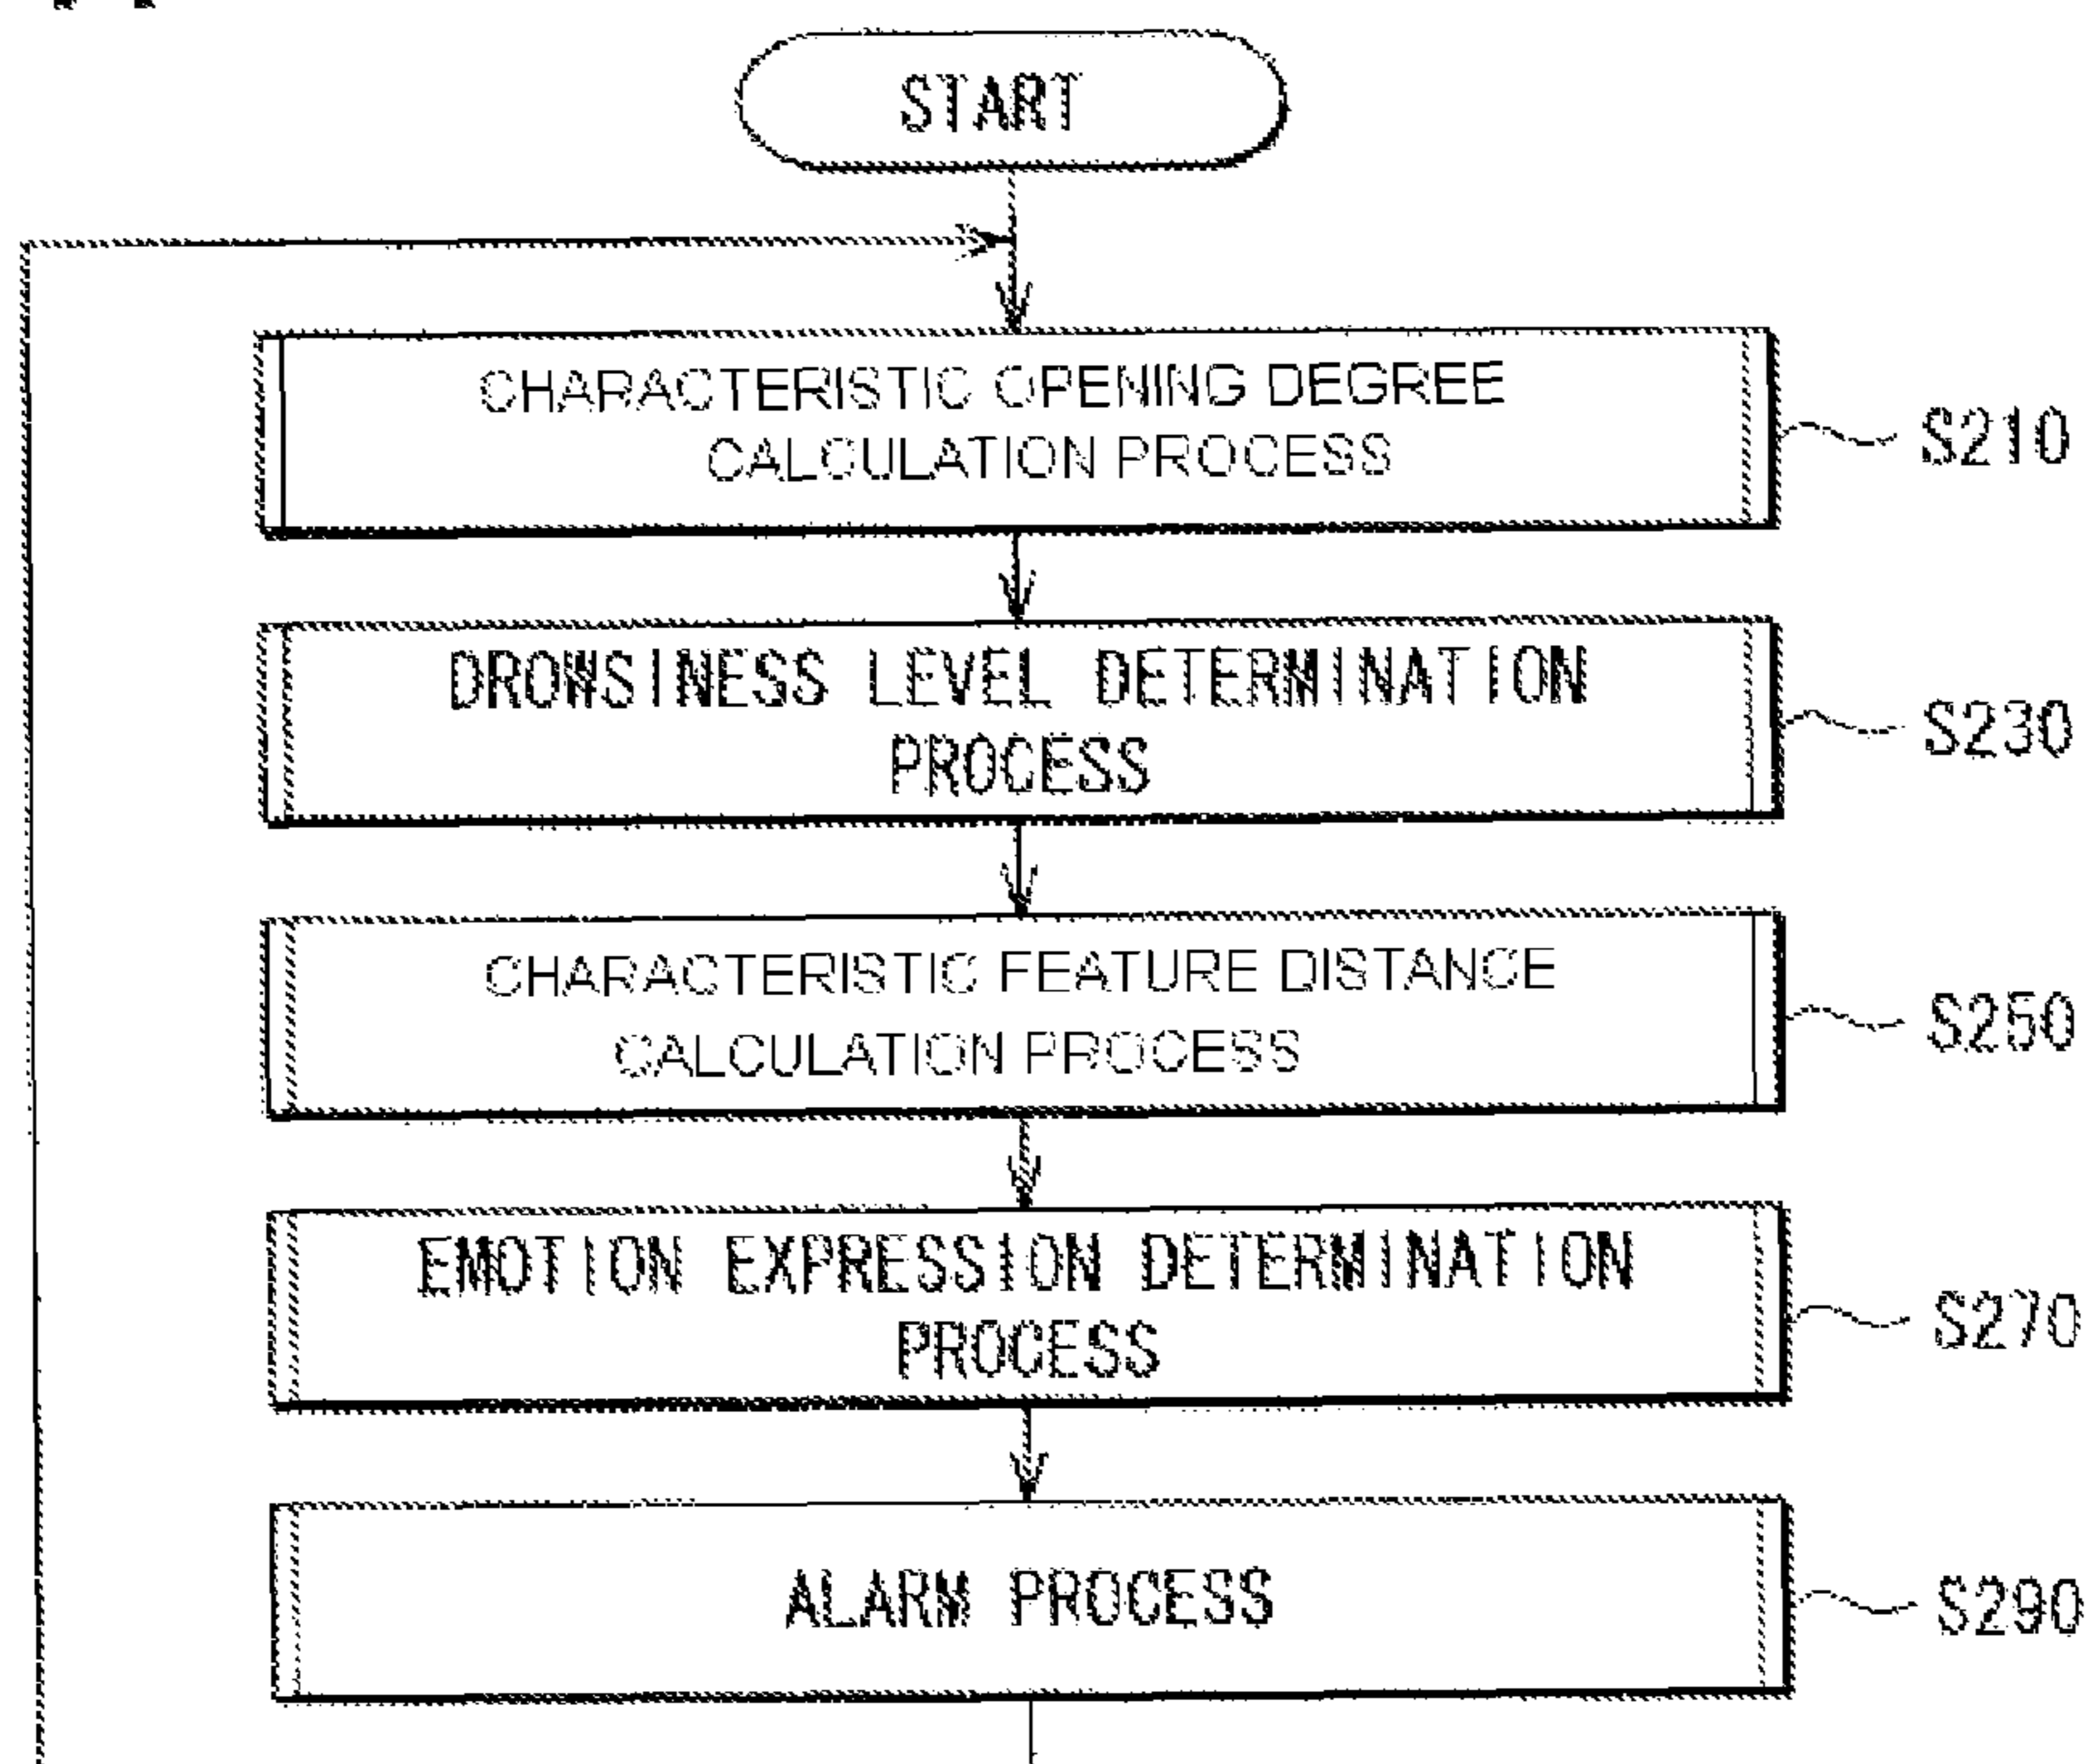 START
CHARACTERISTIC OPENING DEGREE
CALCULATION PROCESS
S210
DROWSINESS LEVEL DETERMINATION
PROCESS
S230
CHARACTERISTIC FEATURE DISTANCE
CALCULATION PROCESS
S250
EMOTION EXPRESSION DETERMINATION
PROCESS
S270
ALARM PROCESS
S290